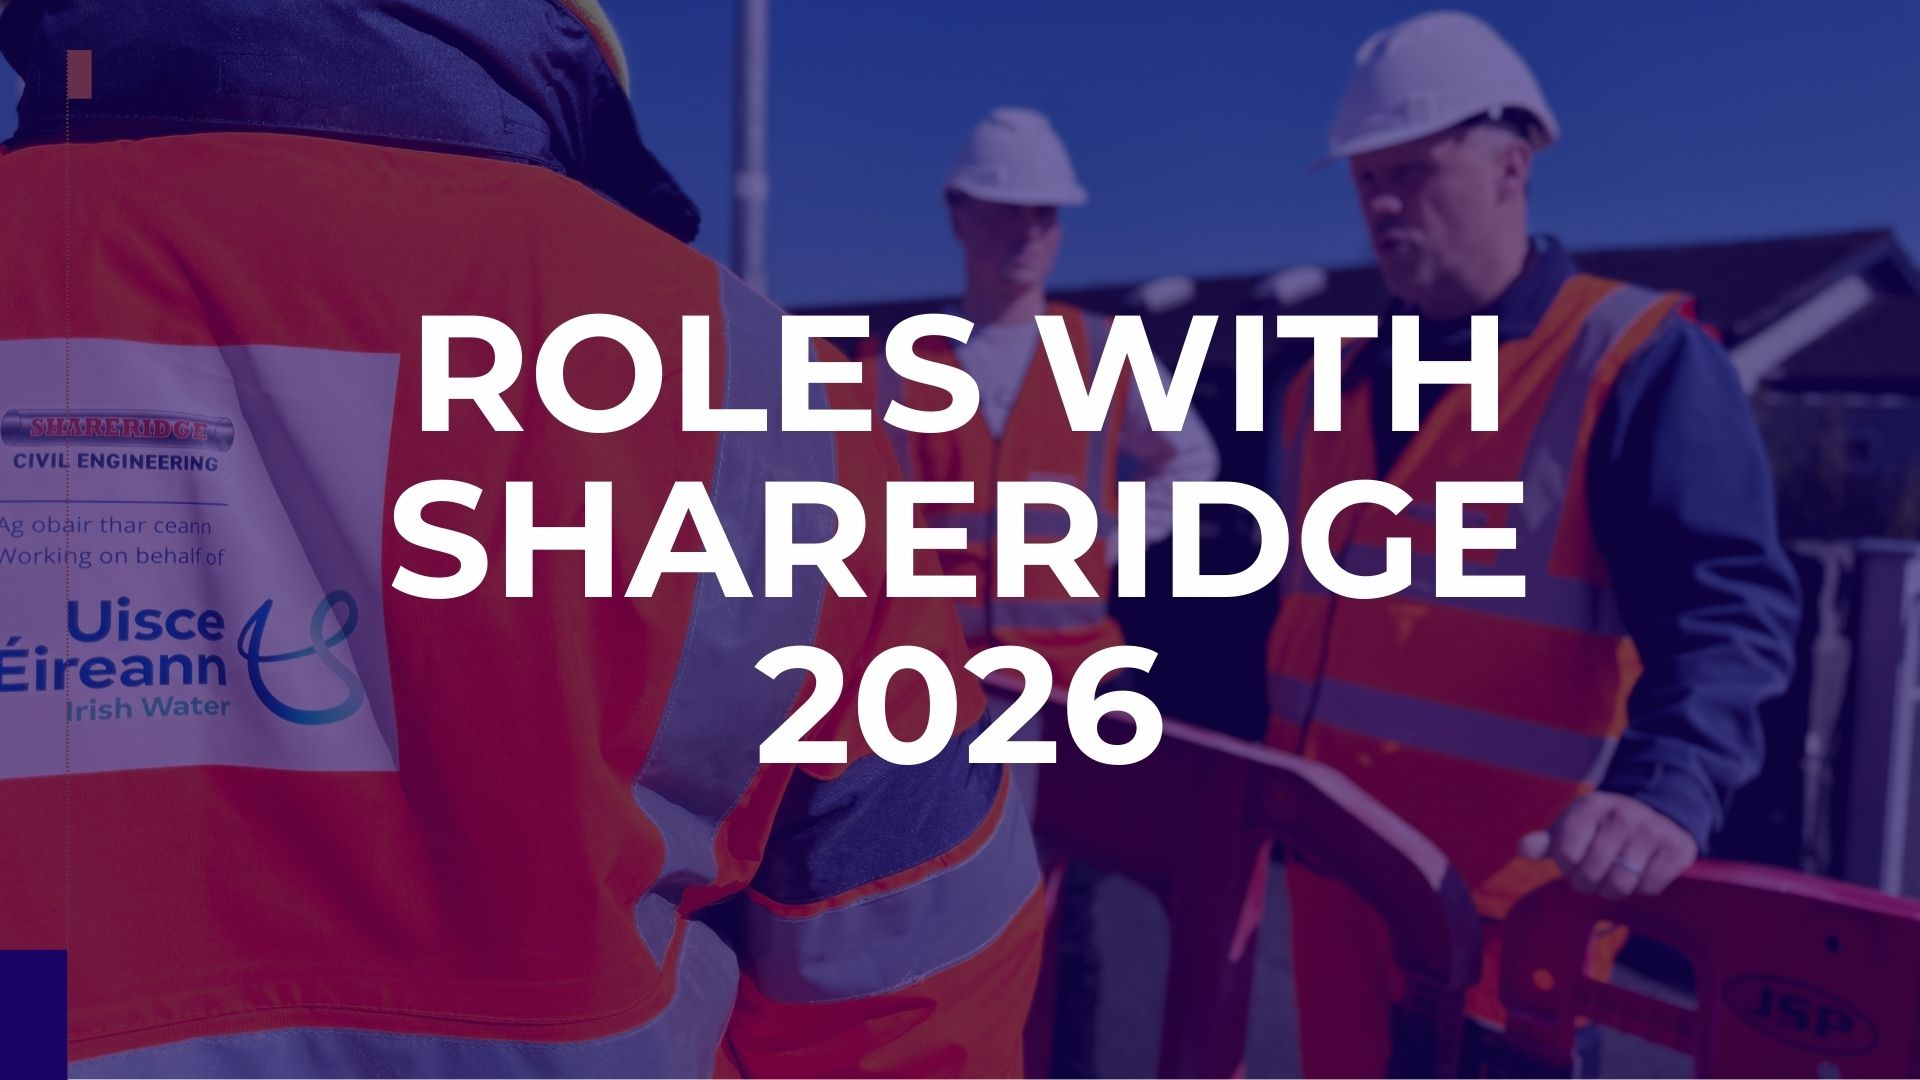 ROLES WITH
SHARERIDGE
2026
SHARERIDGE
CIVIL ENGINEERING
Ag obair thar ceann
Working on behalf of
Uisce
Éireann
Irish Water
JSP